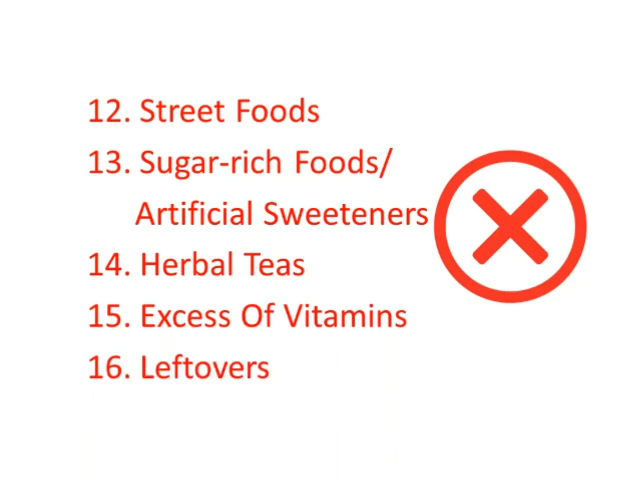 12. Street Foods
13. Sugar-rich Foods/
Artificial Sweeteners
14. Herbal Teas
15. Excess Of Vitamins
16. Leftovers